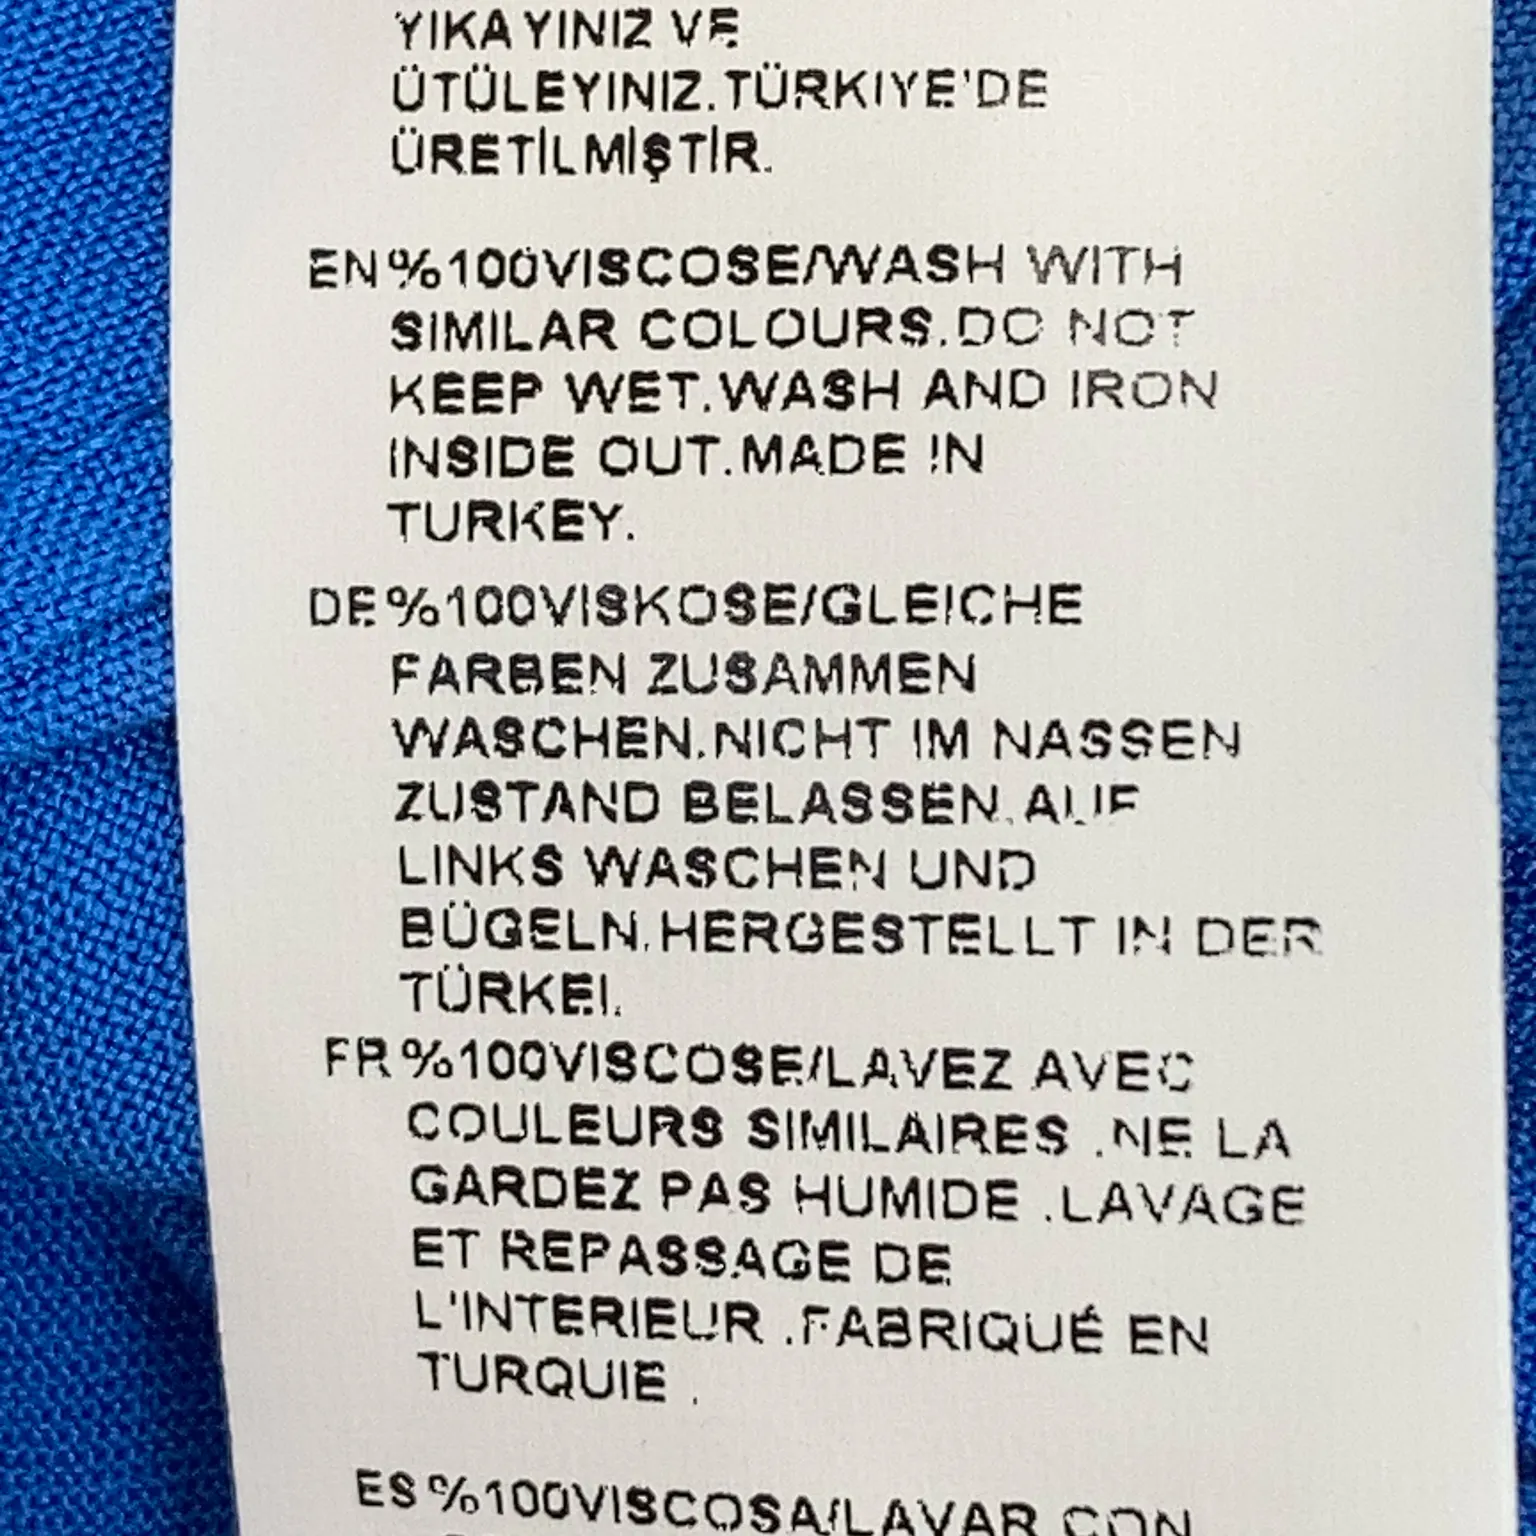 YIKAYINIZ VE
ÜTÜLEYINIZ.TÜRKIYE'DE
ÜRETİLMİŞTİR.
EN %100VISCOSE/WASH WITH
SIMILAR COLOURS.DO NOT
KEEP WET.WASH AND IRON
INSIDE OUT.MADE IN
TURKEY.
DE %100VISKOSE/GLEICHE
FARBEN ZUSAMMEN
WASCHEN.NICHT IM NASSEN
ZUSTAND BELASSEN.AUF
LINKS WASCHEN UND
BÜGELN.HERGESTELLT IN DER
TÜRKEI.
FR %100VISCOSE/LAVEZ AVEC
COULEURS SIMILAIRES .NE LA
GARDEZ PAS HUMIDE .LAVAGE
ET REPASSAGE DE
L'INTERIEUR .FABRIQUÉ EN
TURQUIE .
ES %100VISCOSA/LAVAR CON